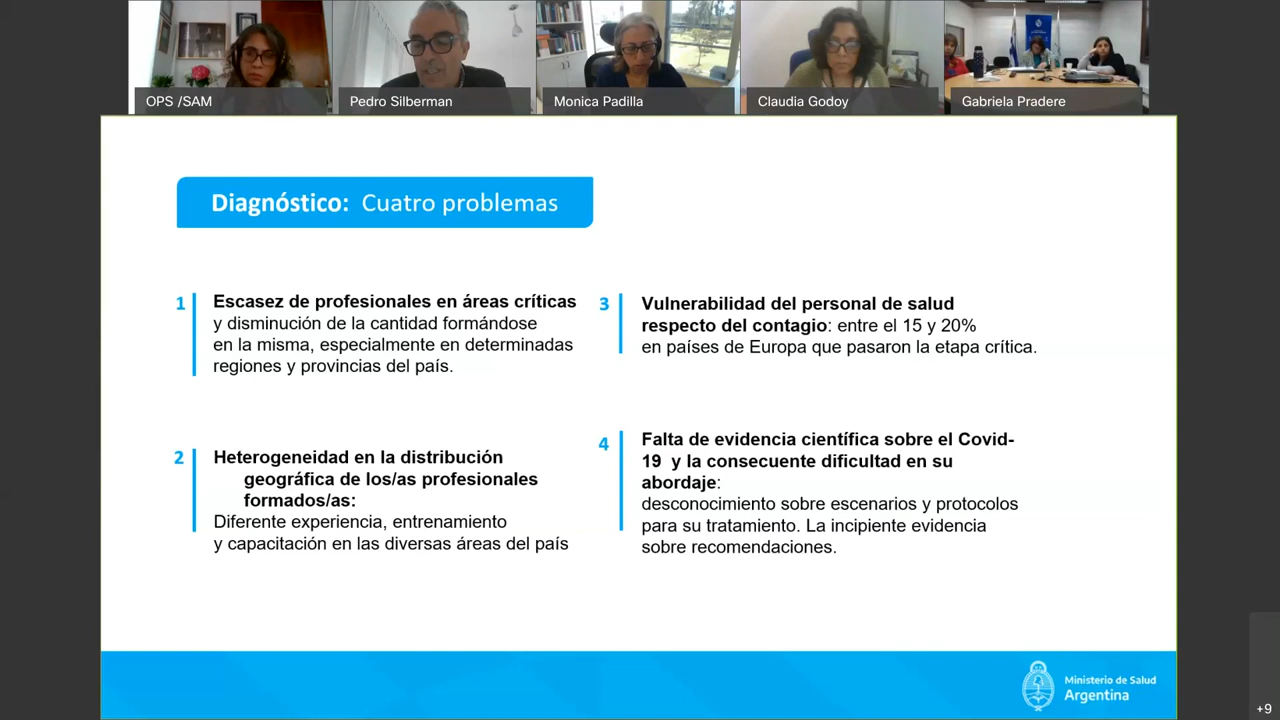 OPS /SAM
Pedro Silberman
Monica Padilla
Claudia Godoy
Gabriela Pradere
Diagnóstico: Cuatro problemas
1
Escasez de profesionales en áreas críticas
y disminución de la cantidad formándose
en la misma, especialmente en determinadas
regiones y provincias del país.
2
Heterogeneidad en la distribución
geográfica de los/as profesionales
formados/as:
Diferente experiencia, entrenamiento
y capacitación en las diversas áreas del país
3
Vulnerabilidad del personal de salud
respecto del contagio: entre el 15 y 20%
en países de Europa que pasaron la etapa crítica.
4
Falta de evidencia científica sobre el Covid-
19 y la consecuente dificultad en su
abordaje:
desconocimiento sobre escenarios y protocolos
para su tratamiento. La incipiente evidencia
sobre recomendaciones.
Ministerio de Salud
Argentina
+9